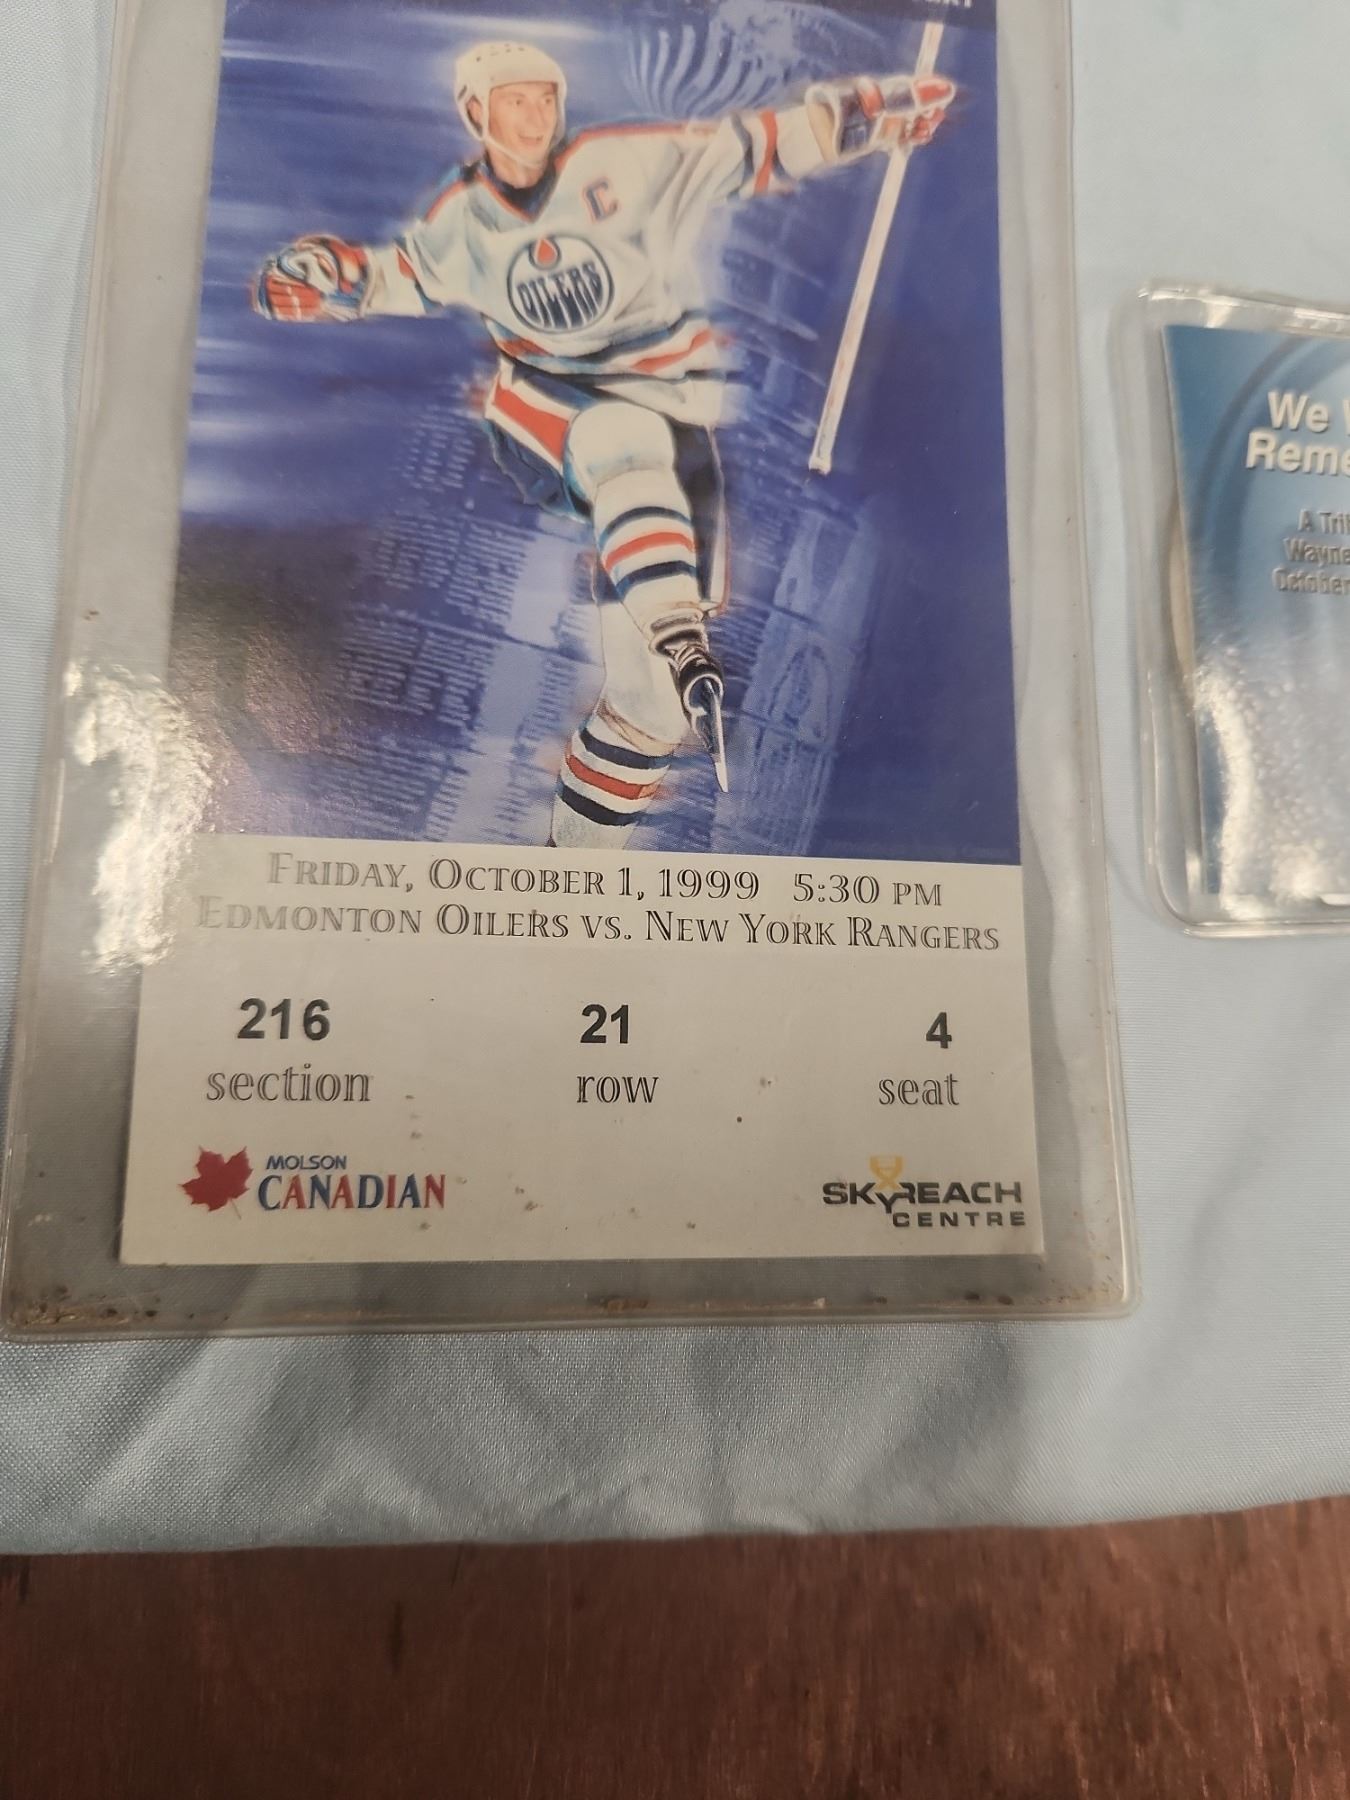 OILERS
C
FRIDAY, OCTOBER 1, 1999 5:30 PM
EDMONTON OILERS VS. NEW YORK RANGERS
216 21 4
section row seat
MOLSON
CANADIAN
SKYREACH
CENTRE
We
A
October